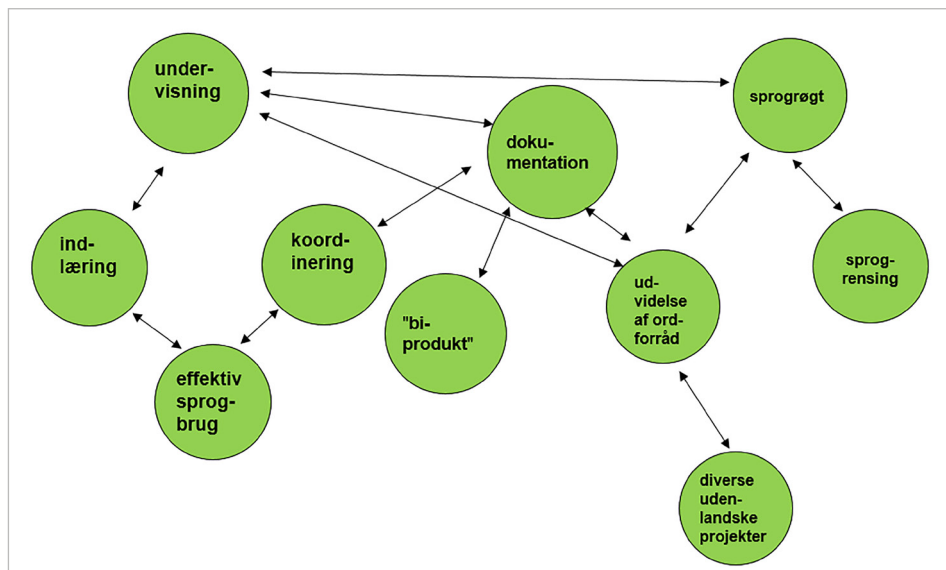 under-
visning
sprogrøgt
doku-
mentation
ind-
læring
koord-
inering
"bi-
produkt"
ud-
videlse
af ord-
forråd
sprog-
rensing
effektiv
sprog-
brug
diverse
uden-
landske
projekter